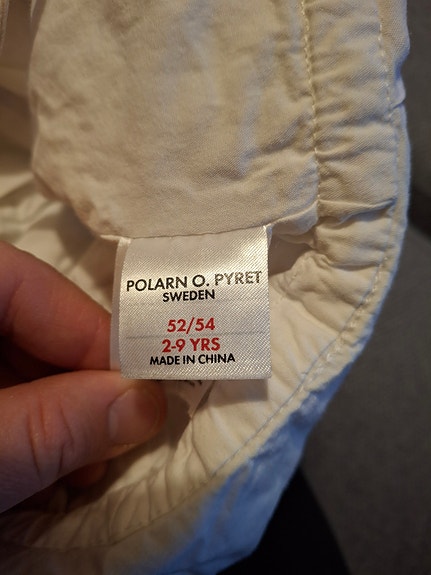 POLARN O. PYRET
SWEDEN
52/54
2-9 YRS
MADE IN CHINA